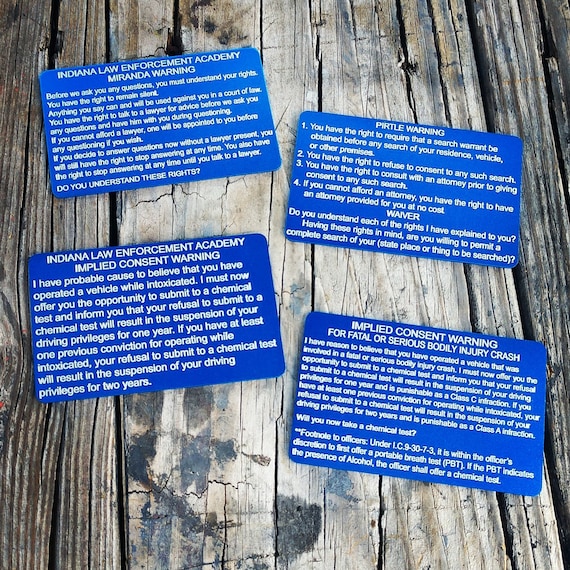 INDIANA LAW ENFORCEMENT ACADEMY
MIRANDA WARNING
Before we ask you any questions, you must understand your rights.
You have the right to remain silent.
Anything you say can and will be used against you in a court of law.
You have the right to talk to a lawyer for advice before we ask you
any questions and have him with you during questioning.
If you cannot afford a lawyer, one will be appointed to you before
any questioning if you wish.
If you decide to answer questions now without a lawyer present, you
will still have the right to stop answering at any time. You also have
the right to stop answering at any time until you talk to a lawyer.
DO YOU UNDERSTAND THESE RIGHTS?
PIRTLE WARNING
1. You have the right to require that a search warrant be
obtained before any search of your residence, vehicle,
or other premises.
2. You have the right to refuse to consent to any such search.
3. You have the right to consult with an attorney prior to giving
consent to any such search.
4. If you cannot afford an attorney, you have the right to have
an attorney provided for you at no cost.
WAIVER
Do you understand each of the rights I have explained to you?
Having these rights in mind, are you willing to permit a
complete search of your (state place or thing to be searched)?
INDIANA LAW ENFORCEMENT ACADEMY
IMPLIED CONSENT WARNING
I have probable cause to believe that you have
operated a vehicle while intoxicated. I must now
offer you the opportunity to submit to a chemical
test and inform you that your refusal to submit to a
chemical test will result in the suspension of your
driving privileges for one year. If you have at least
one previous conviction for operating while
intoxicated, your refusal to submit to a chemical test
will result in the suspension of your driving
privileges for two years.
IMPLIED CONSENT WARNING
FOR FATAL OR SERIOUS BODILY INJURY CRASH
I have reason to believe that you have operated a vehicle that was
involved in a fatal or serious bodily injury crash. I must now offer you the
opportunity to submit to a chemical test and inform you that your refusal
to submit to a chemical test will result in the suspension of your driving
privileges for one year and is punishable as a Class C infraction. If you
have at least one previous conviction for operating while intoxicated, your
refusal to submit to a chemical test will result in the suspension of your
driving privileges for two years and is punishable as a Class A infraction.
Will you now take a chemical test?
**Footnote to officers: Under I.C.9-30-7-3, it is within the officer's
discretion to first offer a portable breath test (PBT). If the PBT indicates
the presence of Alcohol, the officer shall offer a chemical test.